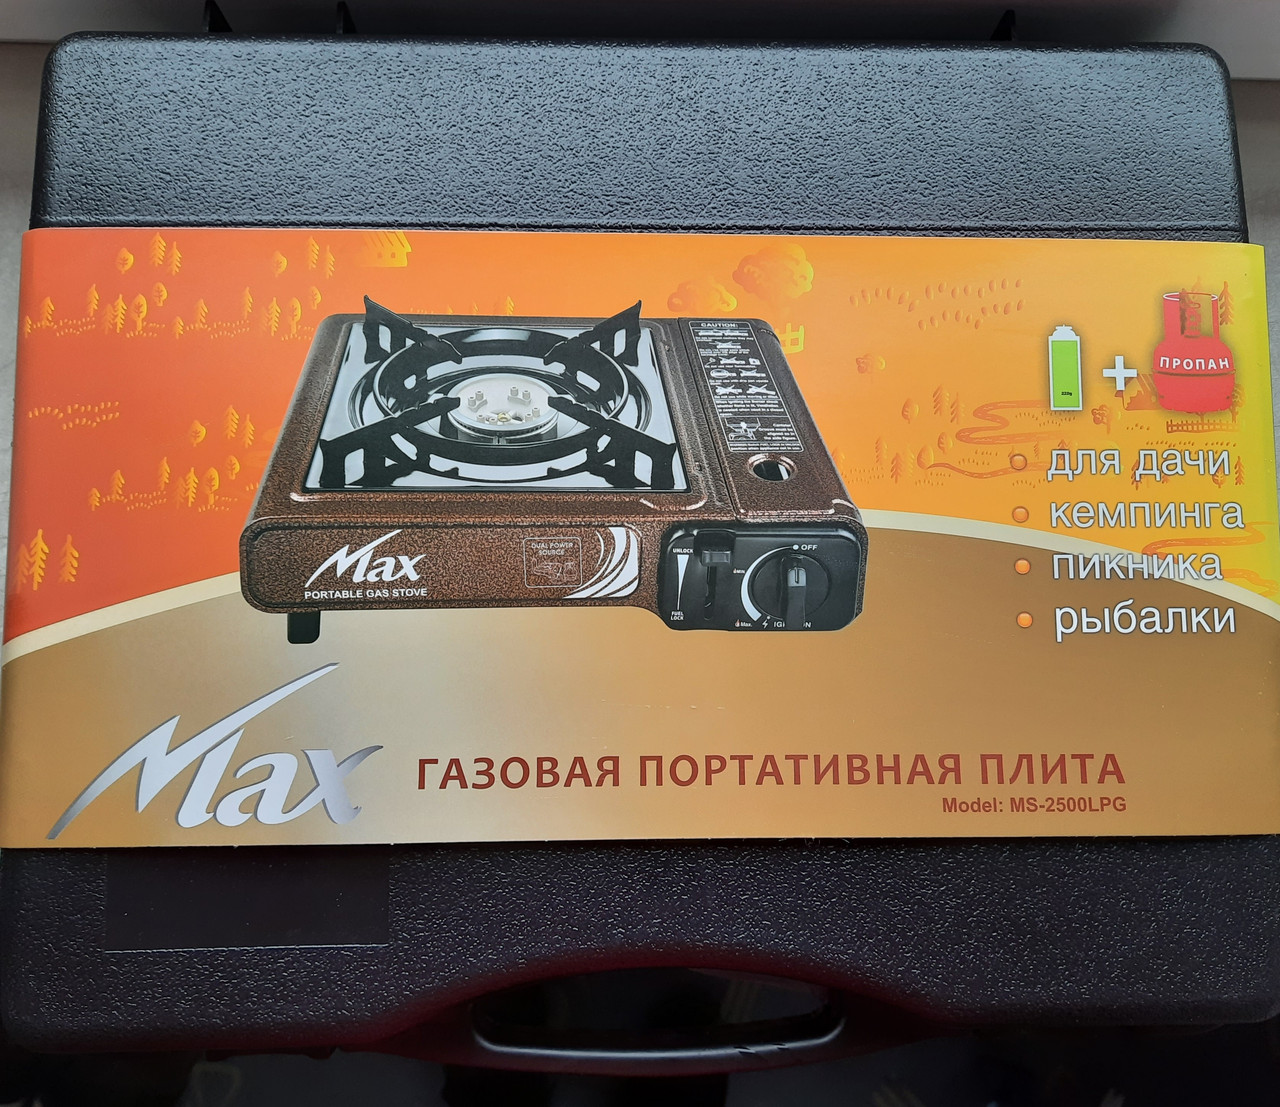 CAUTION:
220g
+
ПРОПАН
для дачи
кемпинга
пикника
рыбалки
Max
PORTABLE GAS STOVE
DUAL POWER
SOURCE
UNLOCK
OFF
FUEL
LOCK
Max.
Max
ГАЗОВАЯ ПОРТАТИВНАЯ ПЛИТА
Model: MS-2500LPG